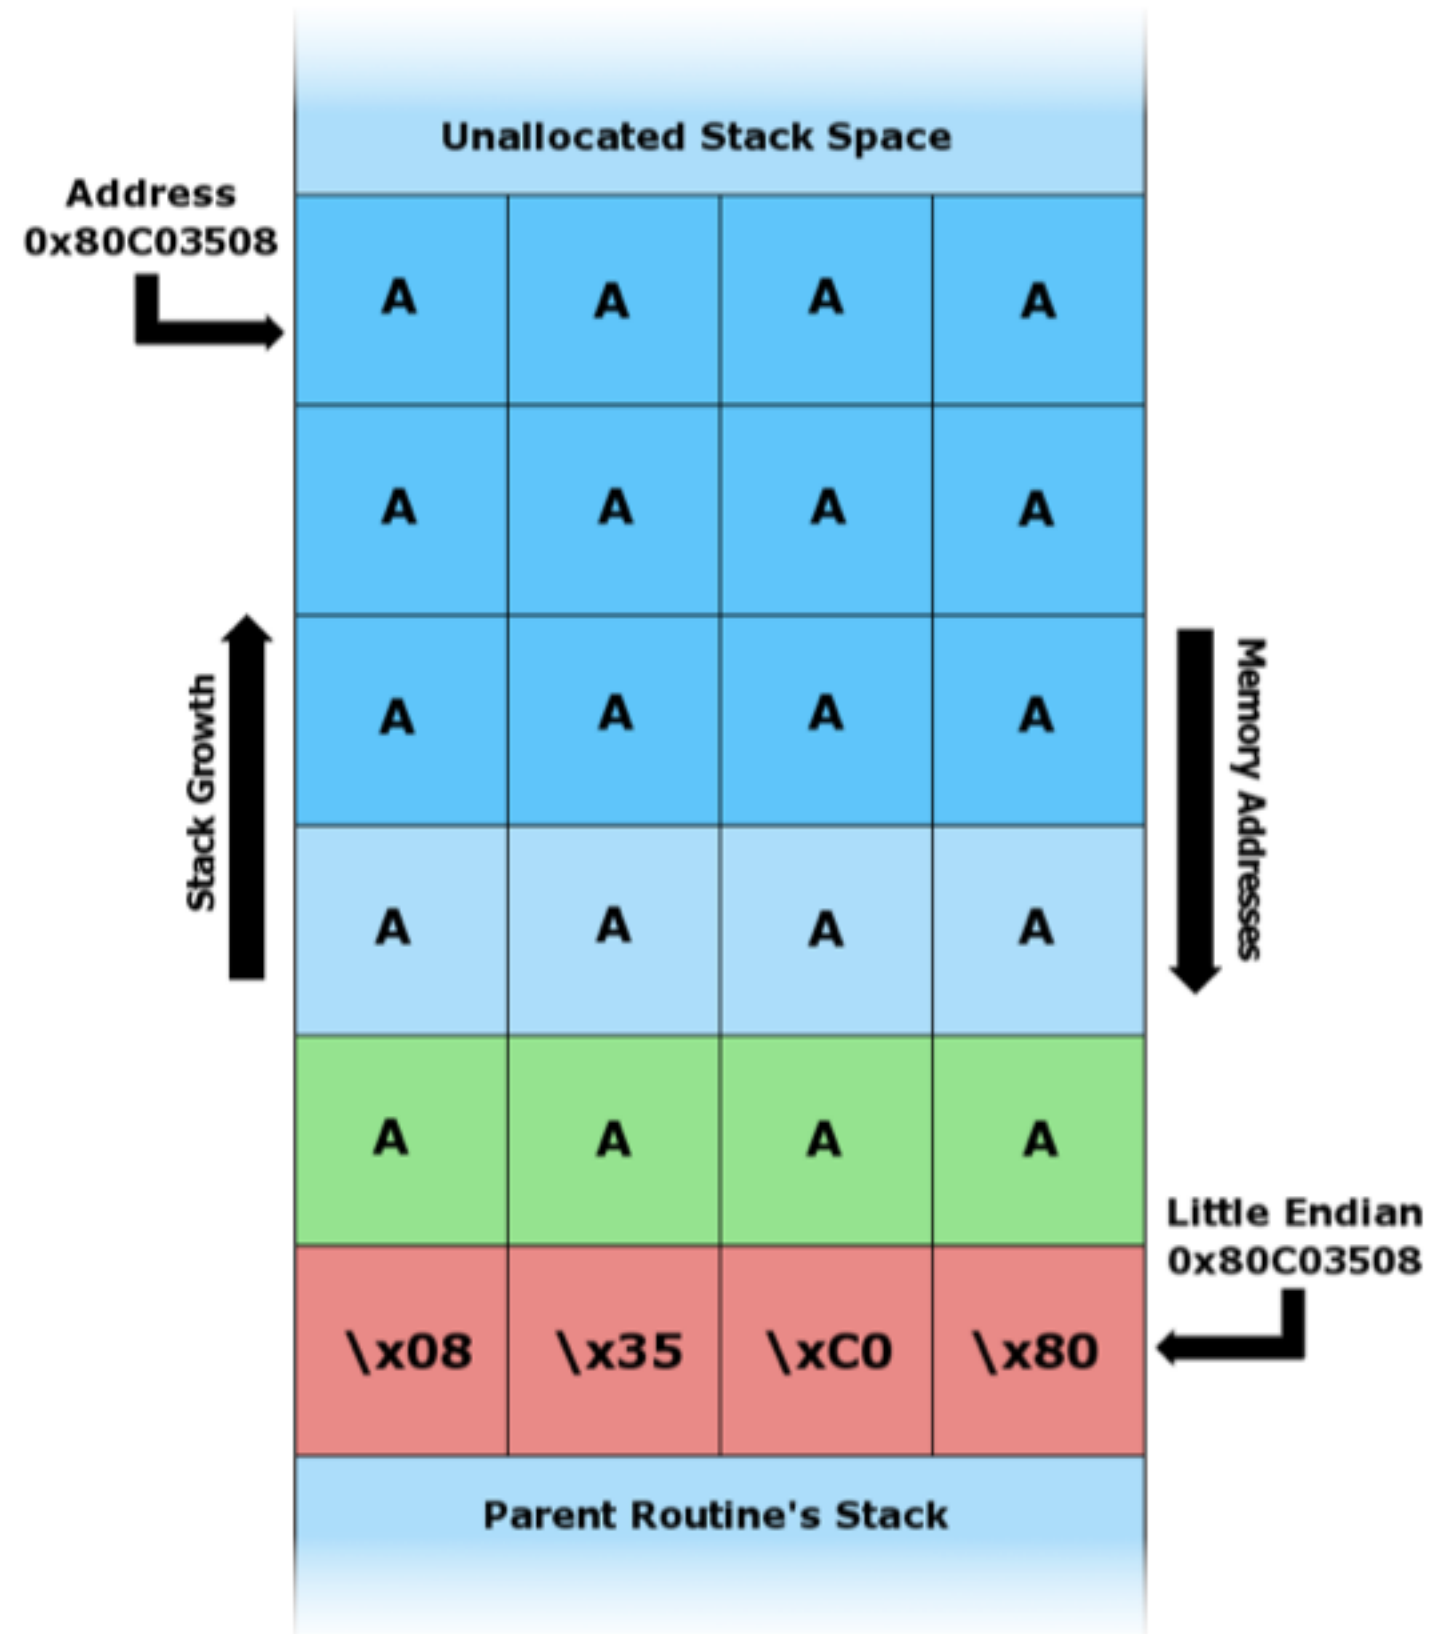 Unallocated Stack Space
Address
0x80C03508
A A A A
A A A A
A A A A
Stack Growth
Memory Addresses
A A A A
A A A A
Little Endian
0x80C03508
\x08 \x35 \xC0 \x80
Parent Routine's Stack